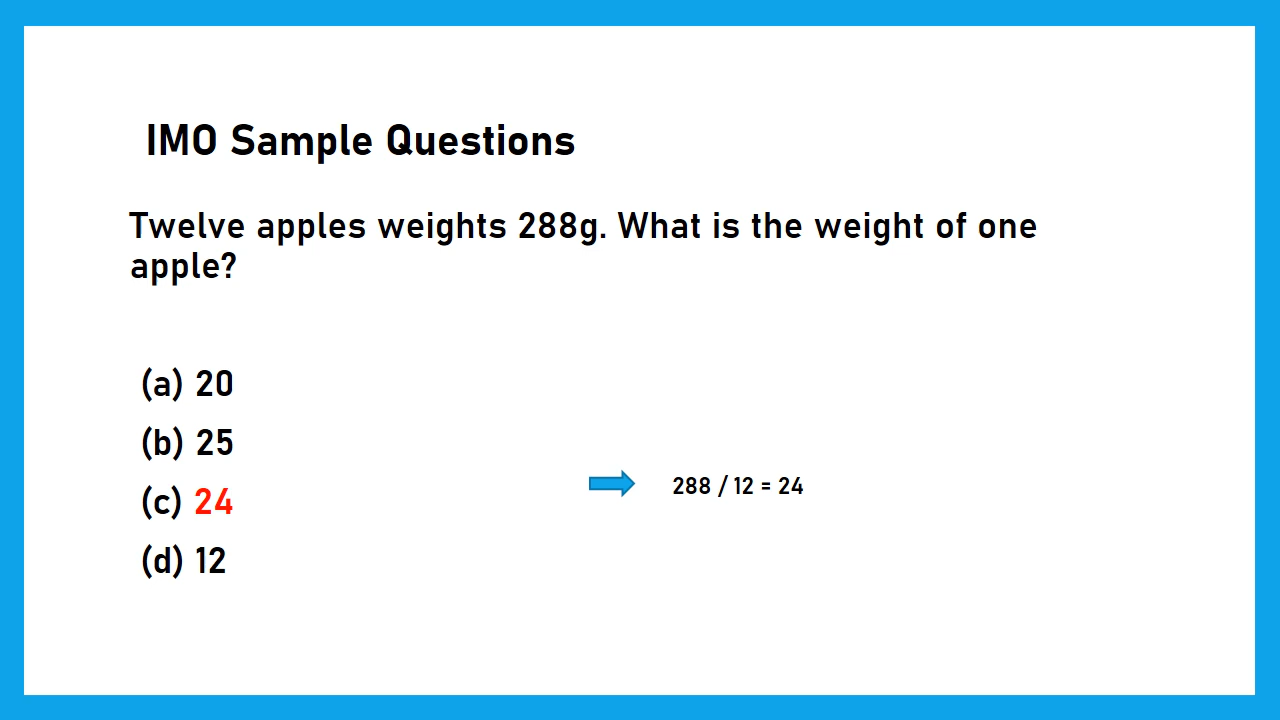 IMO Sample Questions
Twelve apples weights 288g. What is the weight of one
apple?
(a) 20
(b) 25
(c) 24
288 / 12 = 24
(d) 12